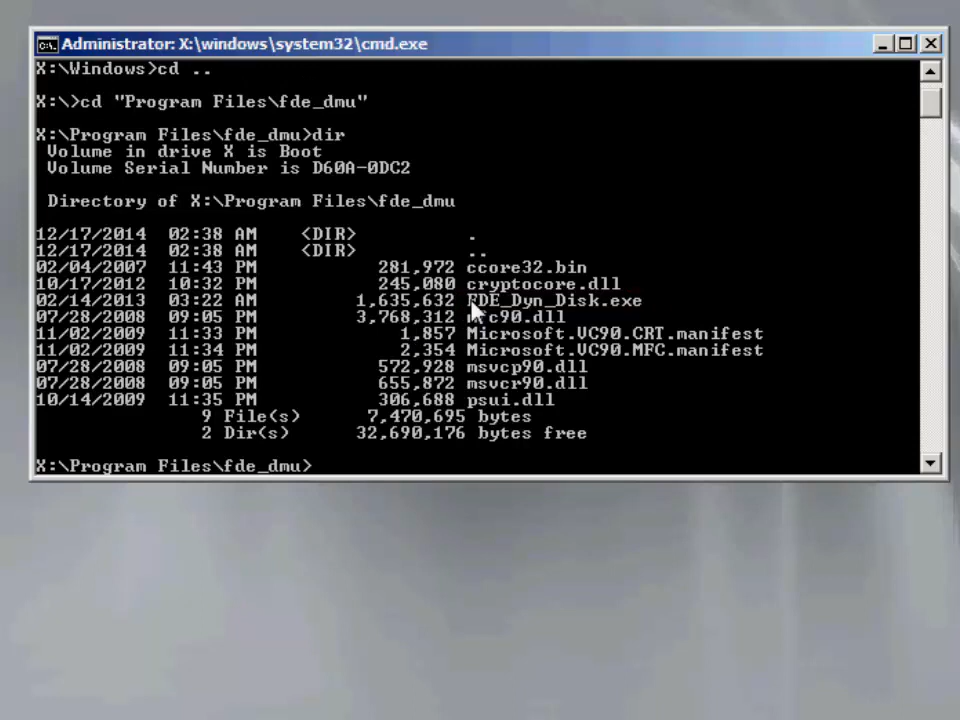 Administrator: X:\windows\system32\cmd.exe
X:\Windows>cd ..
X:\>cd "Program Files\fde_dmu"
X:\Program Files\fde_dmu>dir
Volume in drive X is Boot
Volume Serial Number is D60A-0DC2
Directory of X:\Program Files\fde_dmu
12/17/2014 02:38 AM <DIR> .
12/17/2014 02:38 AM <DIR> ..
02/04/2007 11:43 PM 281,972 ccore32.bin
10/17/2012 10:32 PM 245,080 cryptocore.dll
02/14/2013 03:22 AM 1,635,632 FDE_Dyn_Disk.exe
07/28/2008 09:05 PM 3,768,312 mfc90.dll
11/02/2009 11:33 PM 1,857 Microsoft.VC90.CRT.manifest
11/02/2009 11:34 PM 2,354 Microsoft.VC90.MFC.manifest
07/28/2008 09:05 PM 572,928 msvcp90.dll
07/28/2008 09:05 PM 655,872 msvcr90.dll
10/14/2009 11:35 PM 306,688 psui.dll
9 File(s) 7,470,695 bytes
2 Dir(s) 32,690,176 bytes free
X:\Program Files\fde_dmu>